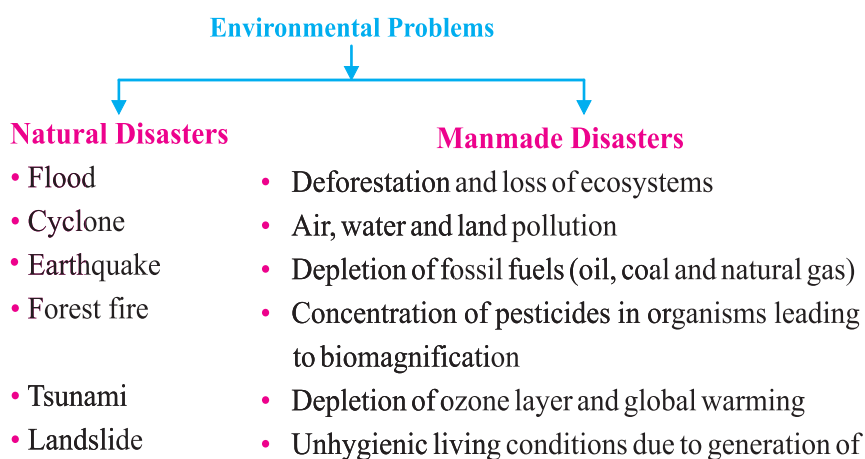 Environmental Problems
Natural Disasters
• Flood
• Cyclone
• Earthquake
• Forest fire
• Tsunami
• Landslide
Manmade Disasters
• Deforestation and loss of ecosystems
• Air, water and land pollution
• Depletion of fossil fuels (oil, coal and natural gas)
• Concentration of pesticides in organisms leading
to biomagnification
• Depletion of ozone layer and global warming
• Unhygienic living conditions due to generation of